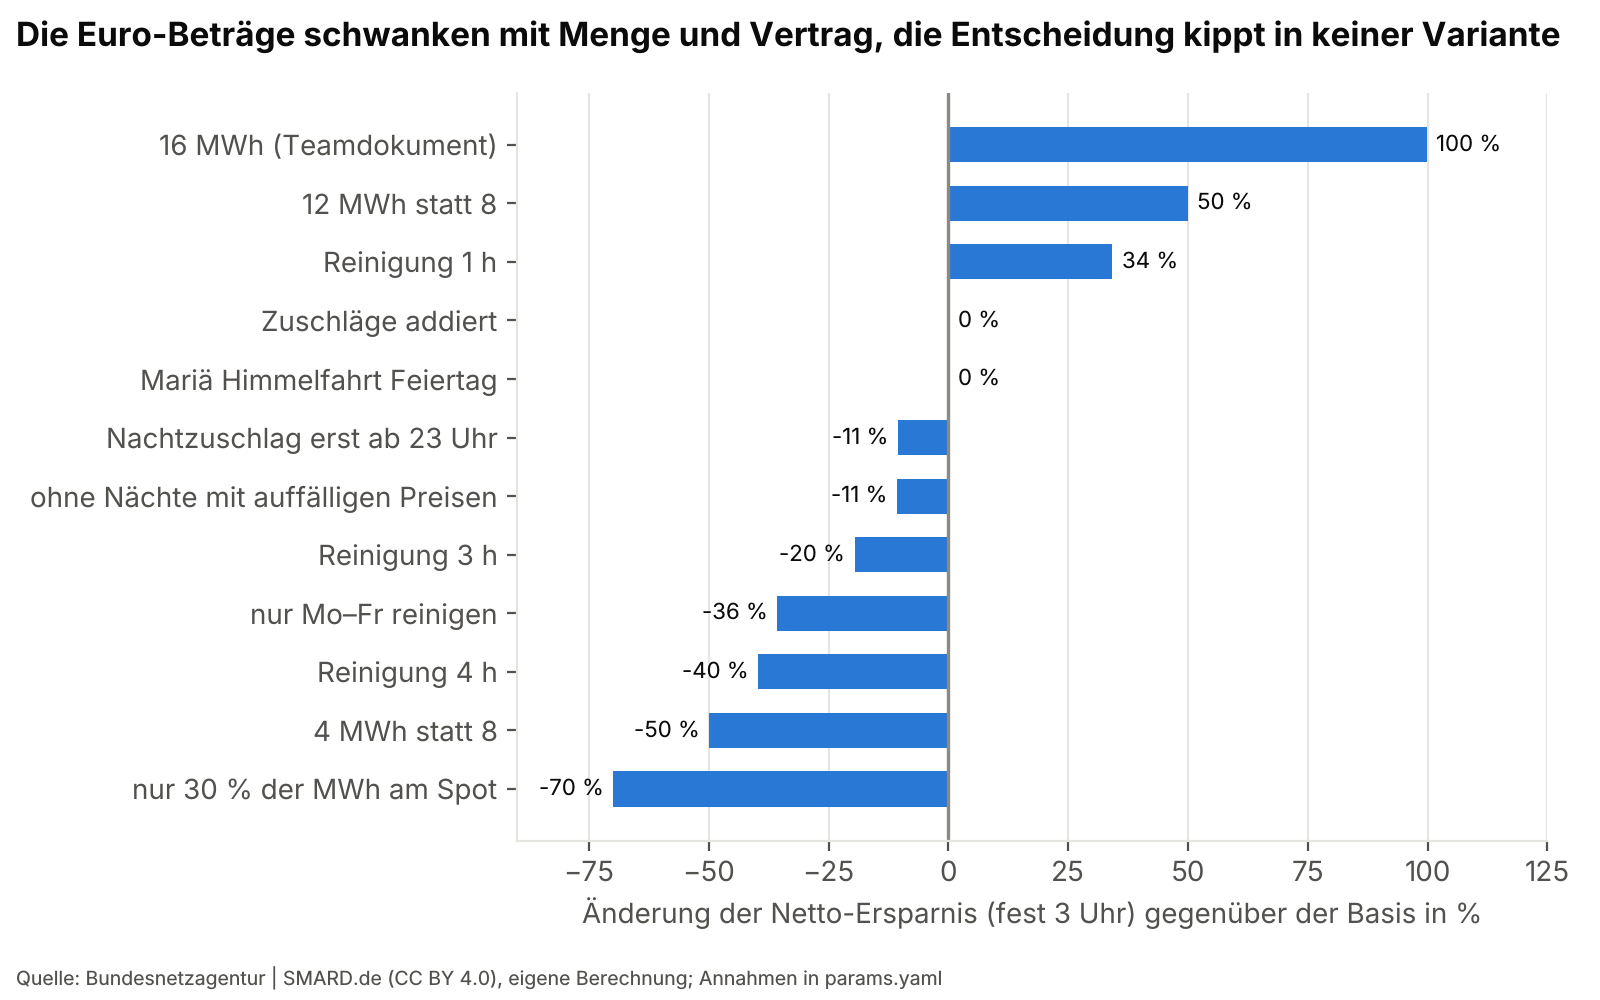 Die Euro-Beträge schwanken mit Menge und Vertrag, die Entscheidung kippt in keiner Variante
16 MWh (Teamdokument) 100 %
12 MWh statt 8 50 %
Reinigung 1 h 34 %
Zuschläge addiert 0 %
Mariä Himmelfahrt Feiertag 0 %
Nachtzuschlag erst ab 23 Uhr -11 %
ohne Nächte mit auffälligen Preisen -11 %
Reinigung 3 h -20 %
nur Mo–Fr reinigen -36 %
Reinigung 4 h -40 %
4 MWh statt 8 -50 %
nur 30 % der MWh am Spot -70 %
−75 −50 −25 0 25 50 75 100 125
Änderung der Netto-Ersparnis (fest 3 Uhr) gegenüber der Basis in %
Quelle: Bundesnetzagentur | SMARD.de (CC BY 4.0), eigene Berechnung; Annahmen in params.yaml